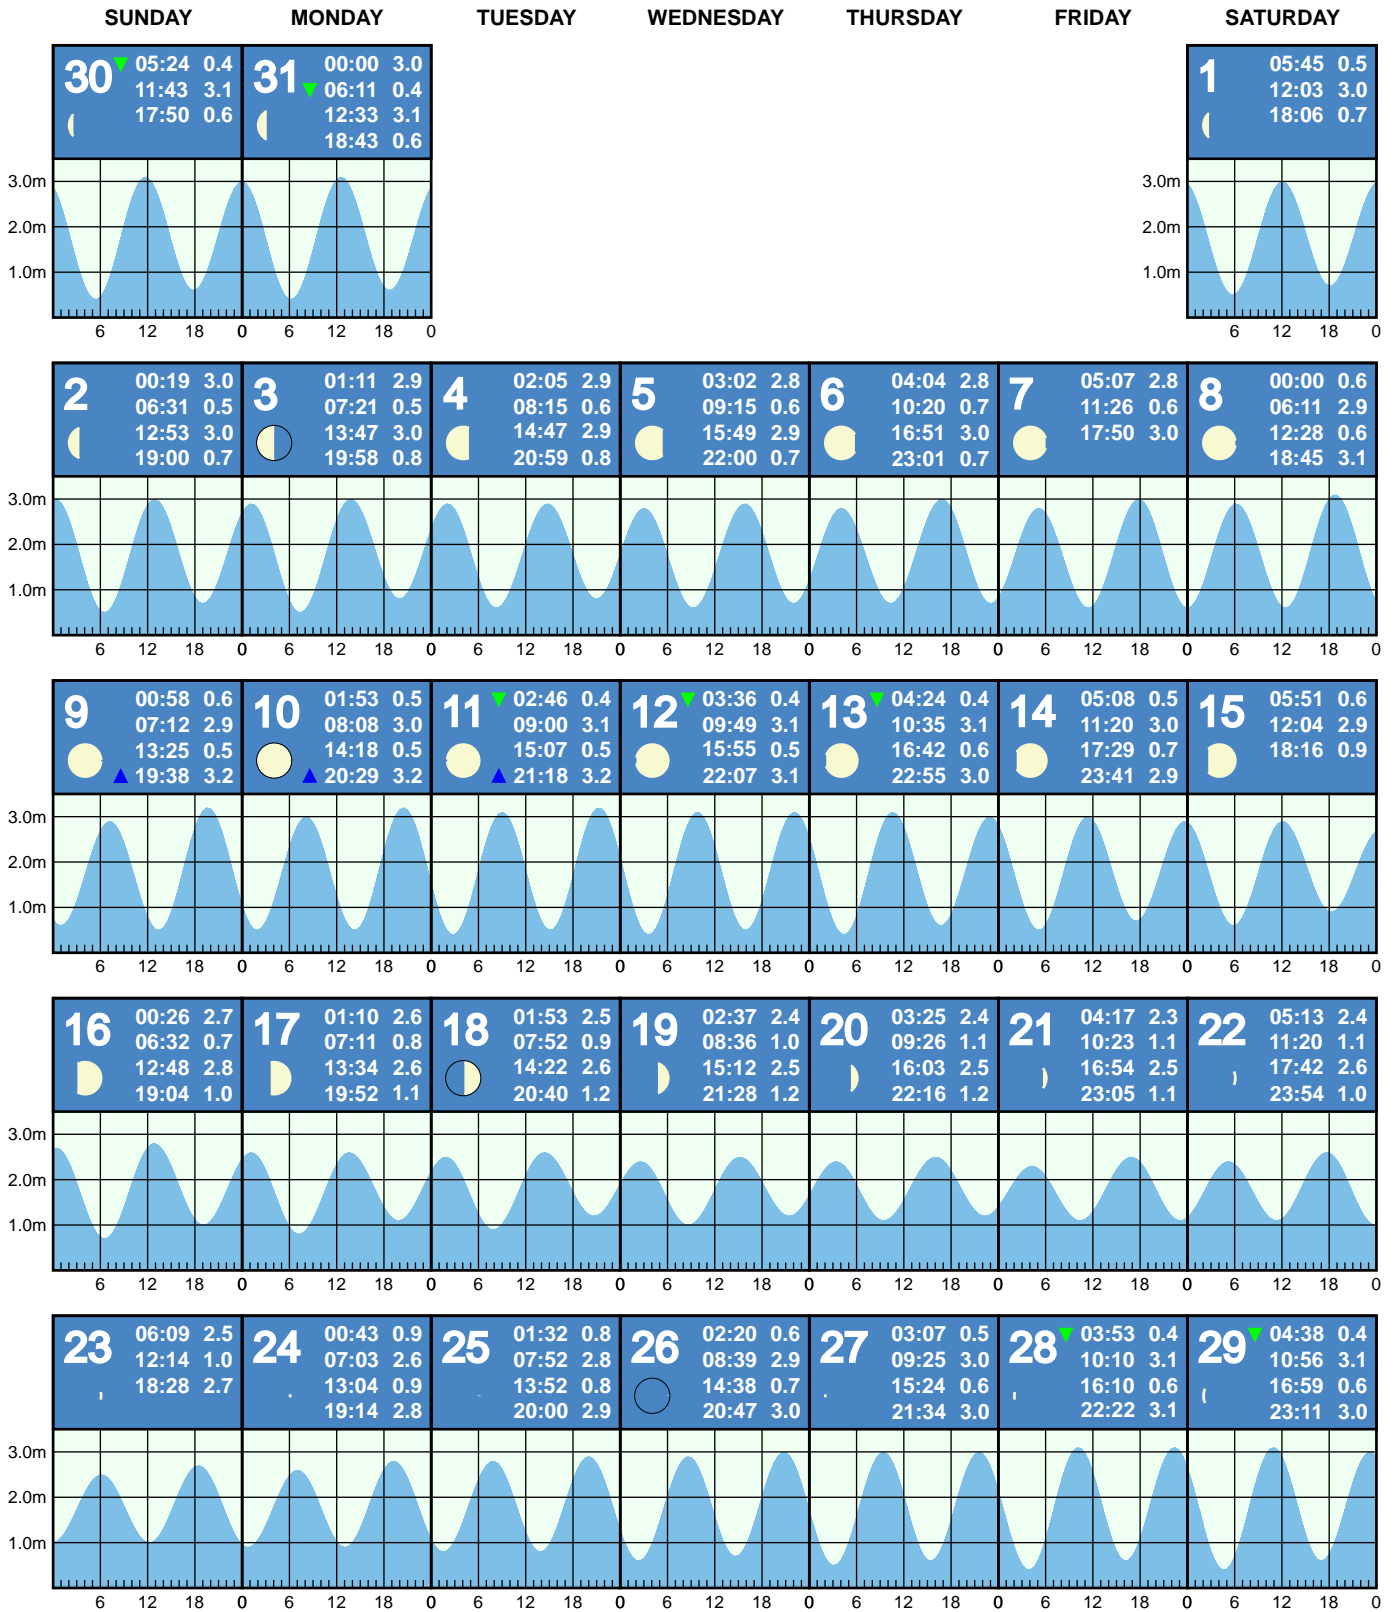 SUNDAY MONDAY TUESDAY WEDNESDAY THURSDAY FRIDAY SATURDAY
30 05:24 0.4
11:43 3.1
17:50 0.6
31 00:00 3.0
06:11 0.4
12:33 3.1
18:43 0.6
1 05:45 0.5
12:03 3.0
18:06 0.7
3.0m 3.0m
2.0m 2.0m
1.0m 1.0m
6 12 18 0 0 6 12 18 0 6 12 18 0
2 00:19 3.0
06:31 0.5
12:53 3.0
19:00 0.7
3 01:11 2.9
07:21 0.5
13:47 3.0
19:58 0.8
4 02:05 2.9
08:15 0.6
14:47 2.9
20:59 0.8
5 03:02 2.8
09:15 0.6
15:49 2.9
22:00 0.7
6 04:04 2.8
10:20 0.7
16:51 3.0
23:01 0.7
7 05:07 2.8
11:26 0.6
17:50 3.0
8 00:00 0.6
06:11 2.9
12:28 0.6
18:45 3.1
3.0m
2.0m
1.0m
6 12 18 0 0 6 12 18 0 0 6 12 18 0 0 6 12 18 0 0 6 12 18 0 0 6 12 18 0 0 6 12 18 0
9 00:58 0.6
07:12 2.9
13:25 0.5
19:38 3.2
10 01:53 0.5
08:08 3.0
14:18 0.5
20:29 3.2
11 02:46 0.4
09:00 3.1
15:07 0.5
21:18 3.2
12 03:36 0.4
09:49 3.1
15:55 0.5
22:07 3.1
13 04:24 0.4
10:35 3.1
16:42 0.6
22:55 3.0
14 05:08 0.5
11:20 3.0
17:29 0.7
23:41 2.9
15 05:51 0.6
12:04 2.9
18:16 0.9
3.0m
2.0m
1.0m
6 12 18 0 0 6 12 18 0 0 6 12 18 0 0 6 12 18 0 0 6 12 18 0 0 6 12 18 0 0 6 12 18 0
16 00:26 2.7
06:32 0.7
12:48 2.8
19:04 1.0
17 01:10 2.6
07:11 0.8
13:34 2.6
19:52 1.1
18 01:53 2.5
07:52 0.9
14:22 2.6
20:40 1.2
19 02:37 2.4
08:36 1.0
15:12 2.5
21:28 1.2
20 03:25 2.4
09:26 1.1
16:03 2.5
22:16 1.2
21 04:17 2.3
10:23 1.1
16:54 2.5
23:05 1.1
22 05:13 2.4
11:20 1.1
17:42 2.6
23:54 1.0
3.0m
2.0m
1.0m
6 12 18 0 0 6 12 18 0 0 6 12 18 0 0 6 12 18 0 0 6 12 18 0 0 6 12 18 0 0 6 12 18 0
23 06:09 2.5
12:14 1.0
18:28 2.7
24 00:43 0.9
07:03 2.6
13:04 0.9
19:14 2.8
25 01:32 0.8
07:52 2.8
13:52 0.8
20:00 2.9
26 02:20 0.6
08:39 2.9
14:38 0.7
20:47 3.0
27 03:07 0.5
09:25 3.0
15:24 0.6
21:34 3.0
28 03:53 0.4
10:10 3.1
16:10 0.6
22:22 3.1
29 04:38 0.4
10:56 3.1
16:59 0.6
23:11 3.0
3.0m
2.0m
1.0m
6 12 18 0 0 6 12 18 0 0 6 12 18 0 0 6 12 18 0 0 6 12 18 0 0 6 12 18 0 0 6 12 18 0